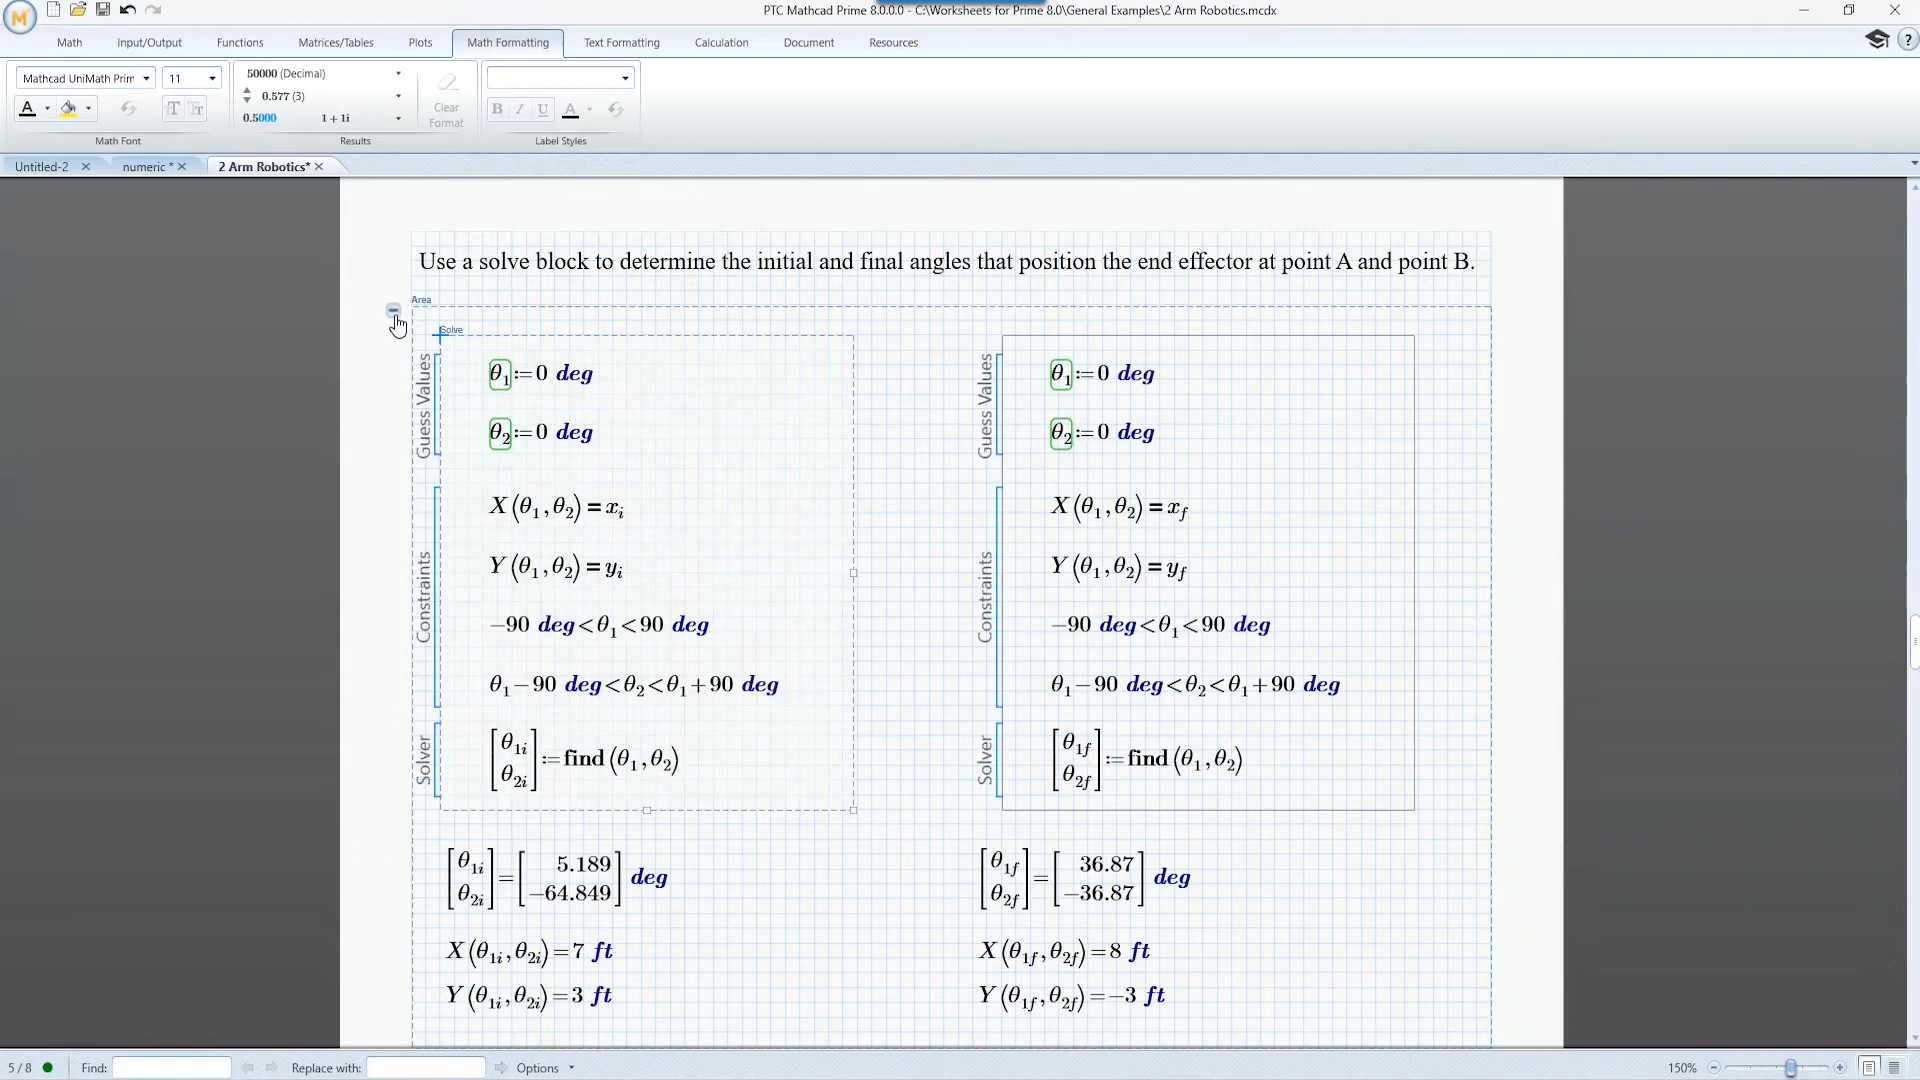 PTC Mathcad Prime 8.0.0.0 - C:\Worksheets for Prime 8.0\General Examples\2 Arm Robotics.mcdx
Math Input/Output Functions Matrices/Tables Plots Math Formatting Text Formatting Calculation Document Resources
Mathcad UniMath Prim 11
50000 (Decimal)
0.577 (3)
0.5000 1 + 1i
Clear
Format
B I U A
Math Font Results Label Styles
Untitled-2 numeric * 2 Arm Robotics*
Use a solve block to determine the initial and final angles that position the end effector at point A and point B.
Area
Solve
Guess Values
θ₁:=0 deg
θ₂:=0 deg
Constraints
X(θ₁,θ₂)=xᵢ
Y(θ₁,θ₂)=yᵢ
−90 deg<θ₁<90 deg
θ₁−90 deg<θ₂<θ₁+90 deg
Solver
[θ1i θ2i]:=find(θ₁,θ₂)
Guess Values
θ₁:=0 deg
θ₂:=0 deg
Constraints
X(θ₁,θ₂)=xf
Y(θ₁,θ₂)=yf
−90 deg<θ₁<90 deg
θ₁−90 deg<θ₂<θ₁+90 deg
Solver
[θ1f θ2f]:=find(θ₁,θ₂)
[θ1i θ2i]=[5.189 −64.849] deg
X(θ1i,θ2i)=7 ft
Y(θ1i,θ2i)=3 ft
[θ1f θ2f]=[36.87 −36.87] deg
X(θ1f,θ2f)=8 ft
Y(θ1f,θ2f)=−3 ft
5 / 8 Find: Replace with: Options 150%